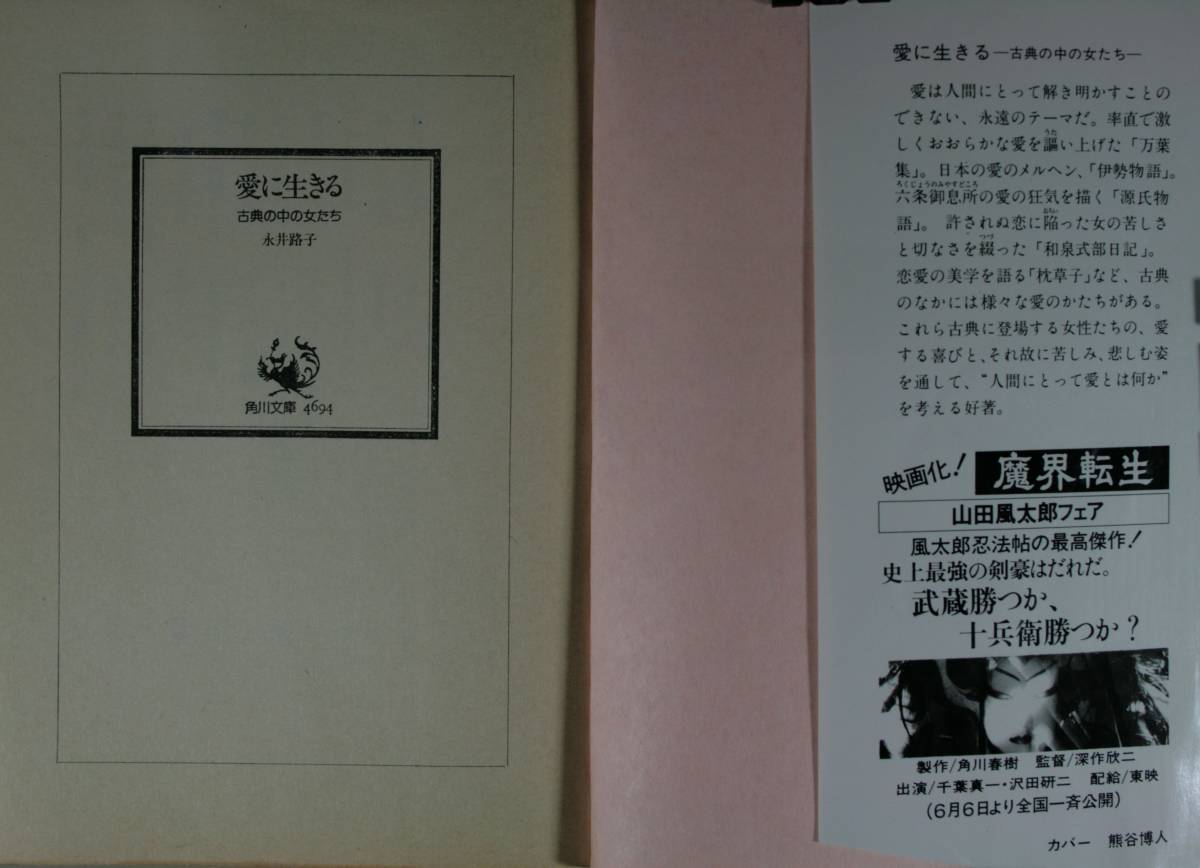 愛に生きる
古典の中の女たち
永井路子
角川文庫 4694
愛に生きる―古典の中の女たち―
愛は人間にとって解き明かすことの
できない、永遠のテーマだ。率直で激
しくおおらかな愛を謳い上げた「万葉
集」。日本の愛のメルヘン、「伊勢物語」。
六条御息所の愛の狂気を描く「源氏物
語」。許されぬ恋に陥った女の苦しさ
と切なさを綴った「和泉式部日記」。
恋愛の美学を語る「枕草子」など、古典
のなかには様々な愛のかたちがある。
これら古典に登場する女性たちの、愛
する喜びと、それ故に苦しみ、悲しむ姿
を通して、“人間にとって愛とは何か”
を考える好著。
映画化! 魔界転生
山田風太郎フェア
風太郎忍法帖の最高傑作!
史上最強の剣豪はだれだ。
武蔵勝つか、
十兵衛勝つか?
製作/角川春樹 監督/深作欣二
出演/千葉真一・沢田研二 配給/東映
(6月6日より全国一斉公開)
カバー 熊谷博人